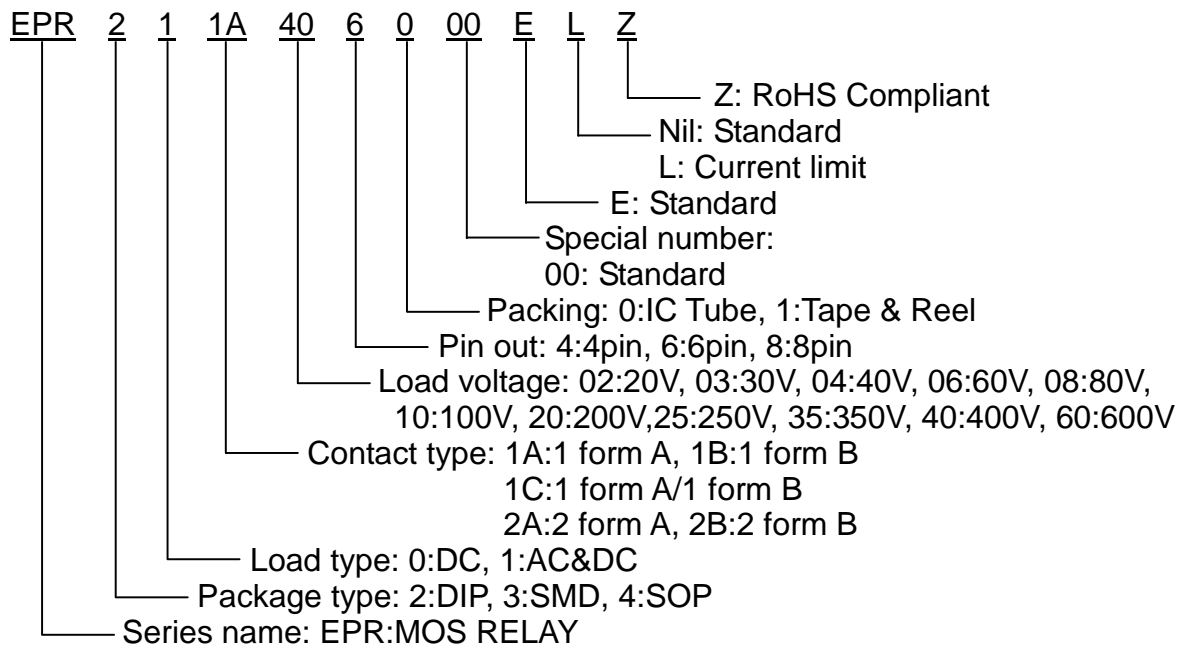 EPR 2 1 1A 40 6 0 00 E L Z
Z: RoHS Compliant
Nil: Standard
L: Current limit
E: Standard
Special number:
00: Standard
Packing: 0:IC Tube, 1:Tape & Reel
Pin out: 4:4pin, 6:6pin, 8:8pin
Load voltage: 02:20V, 03:30V, 04:40V, 06:60V, 08:80V,
10:100V, 20:200V,25:250V, 35:350V, 40:400V, 60:600V
Contact type: 1A:1 form A, 1B:1 form B
1C:1 form A/1 form B
2A:2 form A, 2B:2 form B
Load type: 0:DC, 1:AC&DC
Package type: 2:DIP, 3:SMD, 4:SOP
Series name: EPR:MOS RELAY